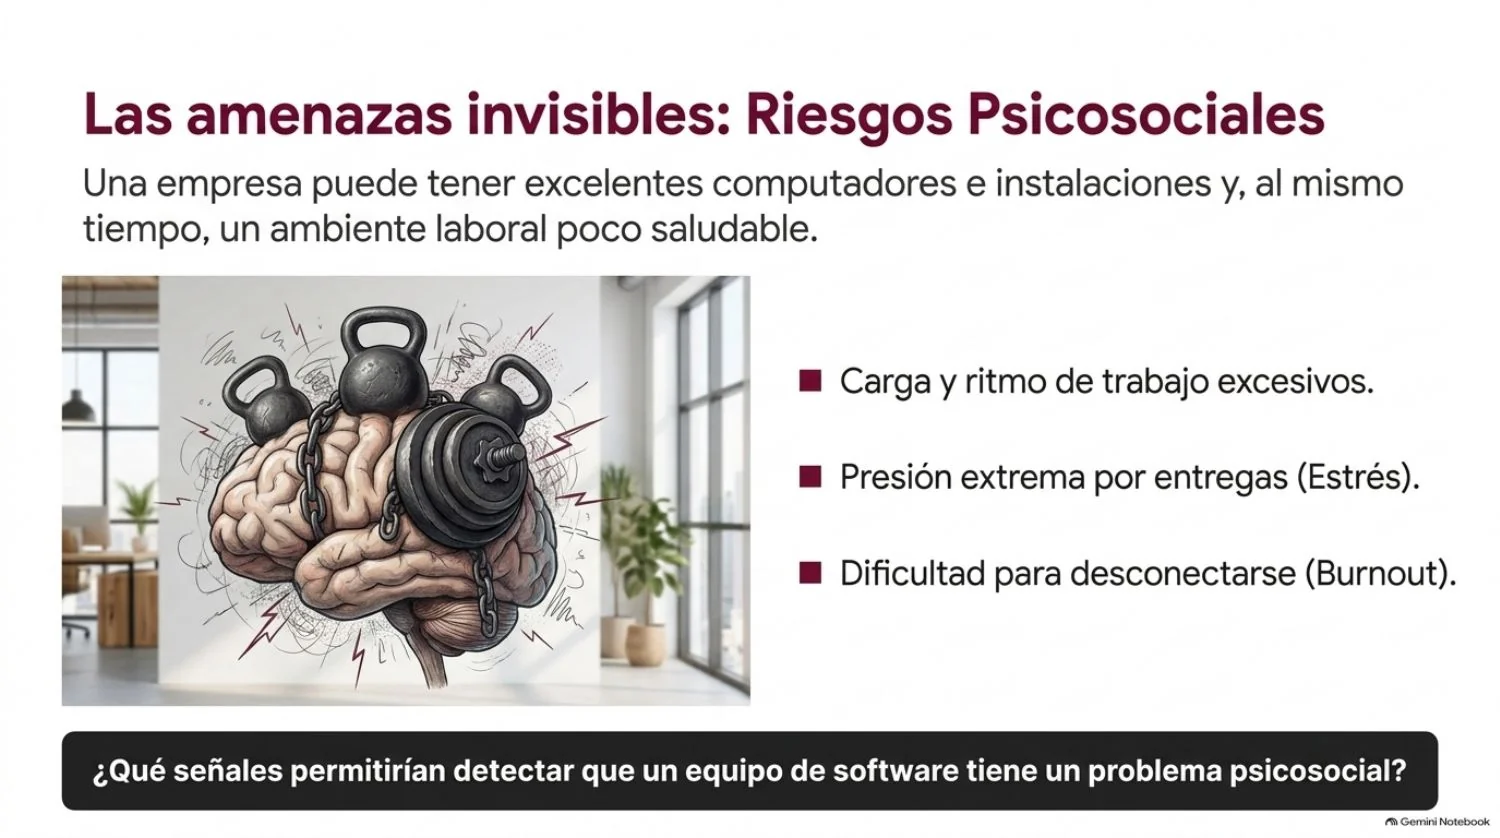 Las amenazas invisibles: Riesgos Psicosociales
Una empresa puede tener excelentes computadores e instalaciones y, al mismo
tiempo, un ambiente laboral poco saludable.
Carga y ritmo de trabajo excesivos.
Presión extrema por entregas (Estrés).
Dificultad para desconectarse (Burnout).
¿Qué señales permitirían detectar que un equipo de software tiene un problema psicosocial?
Gemini Notebook